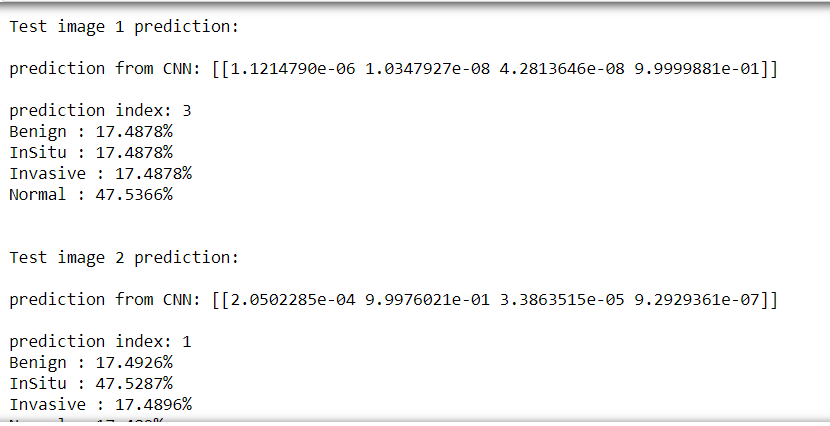 Test image 1 prediction:
prediction from CNN: [[1.1214790e-06 1.0347927e-08 4.2813646e-08 9.9999881e-01]]
prediction index: 3
Benign : 17.4878%
InSitu : 17.4878%
Invasive : 17.4878%
Normal : 47.5366%
Test image 2 prediction:
prediction from CNN: [[2.0502285e-04 9.9976021e-01 3.3863515e-05 9.2929361e-07]]
prediction index: 1
Benign : 17.4926%
InSitu : 47.5287%
Invasive : 17.4896%